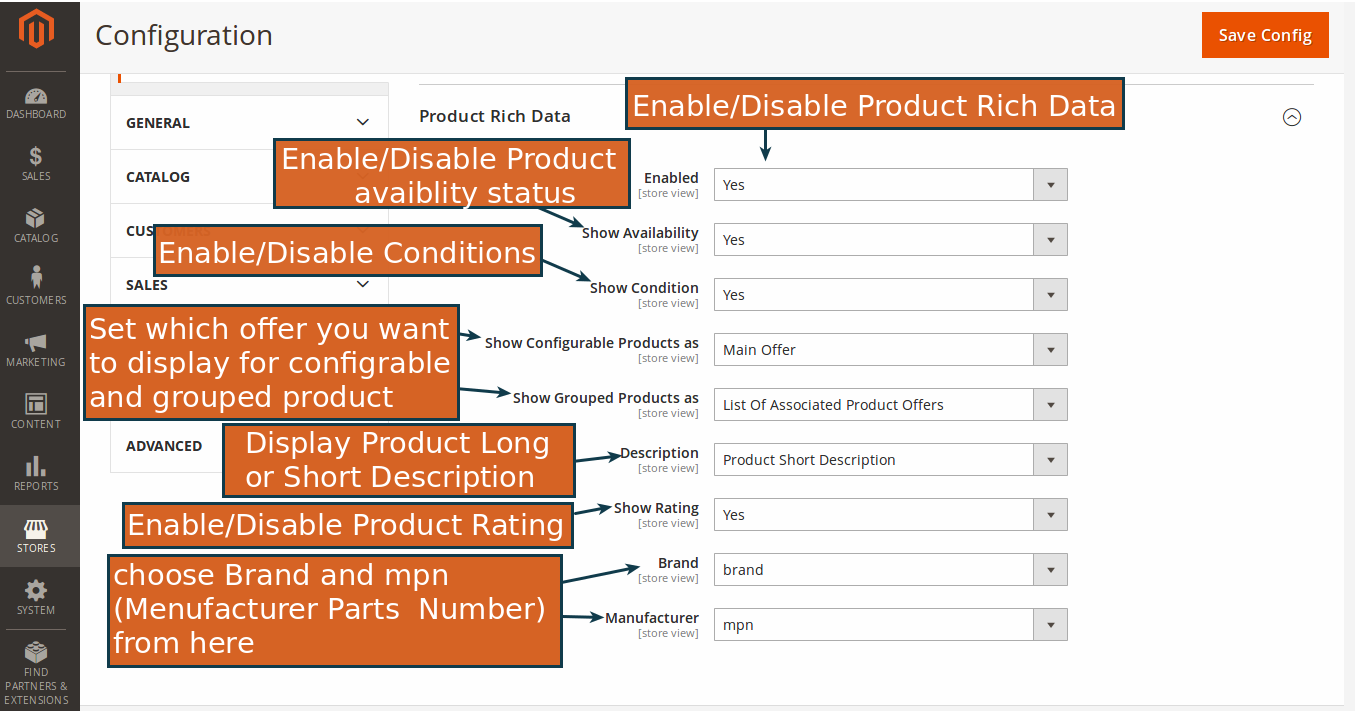 Configuration
Save Config
DASHBOARD
SALES
CATALOG
CUSTOMERS
MARKETING
CONTENT
REPORTS
STORES
SYSTEM
FIND
PARTNERS &
EXTENSIONS
GENERAL
CATALOG
CUSTOMERS
SALES
ADVANCED
Product Rich Data
Enable/Disable Product Rich Data
Enable/Disable Product
avaiblity status
Enabled
[store view]
Yes
Show Availability
[store view]
Yes
Enable/Disable Conditions
Show Condition
[store view]
Yes
Set which offer you want
to display for configrable
and grouped product
Show Configurable Products as
[store view]
Main Offer
Show Grouped Products as
[store view]
List Of Associated Product Offers
Display Product Long
or Short Description
Description
[store view]
Product Short Description
Enable/Disable Product Rating
Show Rating
[store view]
Yes
choose Brand and mpn
(Menufacturer Parts  Number)
from here
Brand
[store view]
brand
Manufacturer
[store view]
mpn